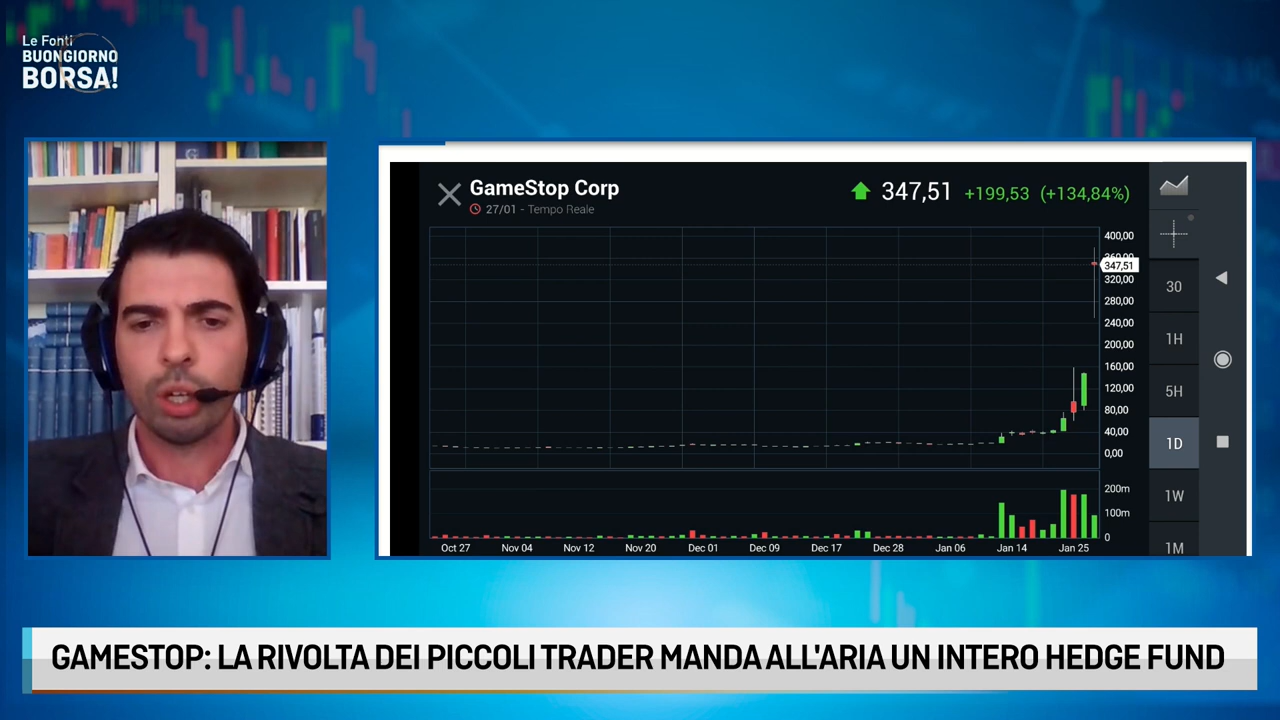 Le Fonti
BUONGIORNO
BORSA!
G
GameStop Corp
27/01 - Tempo Reale
347,51 +199,53 (+134,84%)
400,00
360,00
347,51
320,00
280,00
240,00
200,00
160,00
120,00
80,00
40,00
0,00
200m
100m
0
Oct 27 Nov 04 Nov 12 Nov 20 Dec 01 Dec 09 Dec 17 Dec 28 Jan 06 Jan 14 Jan 25
30
1H
5H
1D
1W
1M
GAMESTOP: LA RIVOLTA DEI PICCOLI TRADER MANDA ALL'ARIA UN INTERO HEDGE FUND